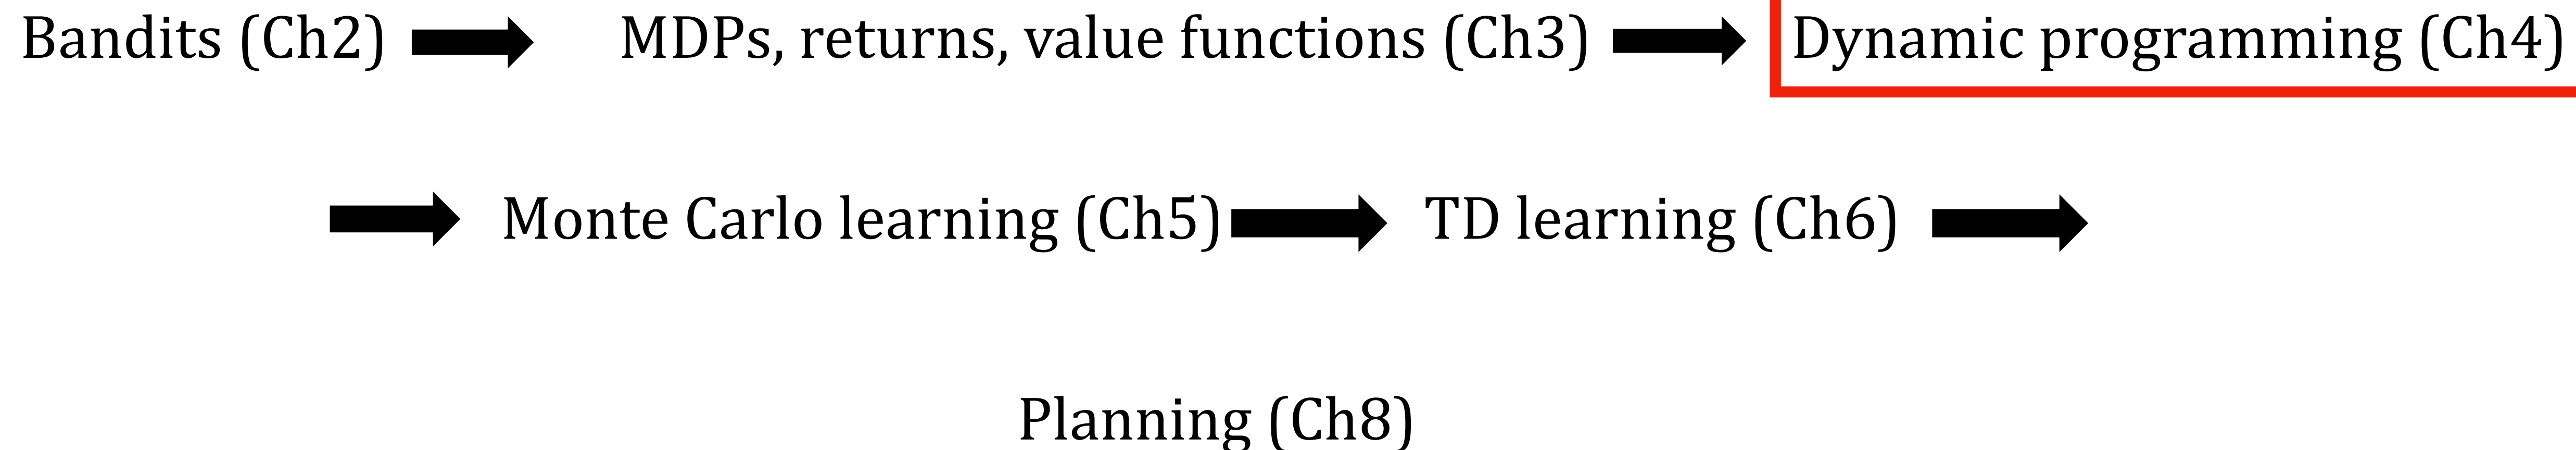 Bandits (Ch2) MDPs, returns, value functions (Ch3) Dynamic programming (Ch4)
Monte Carlo learning (Ch5) TD learning (Ch6)
Planning (Ch8)